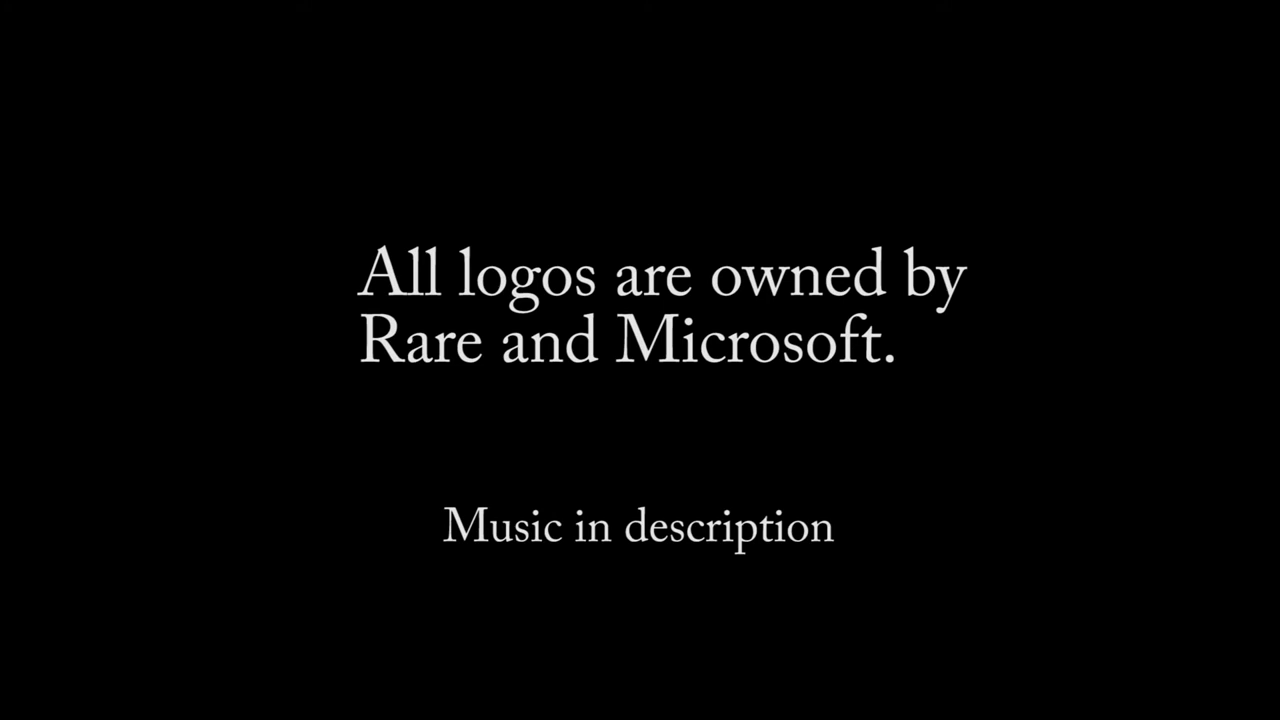 All logos are owned by
Rare and Microsoft.
Music in description